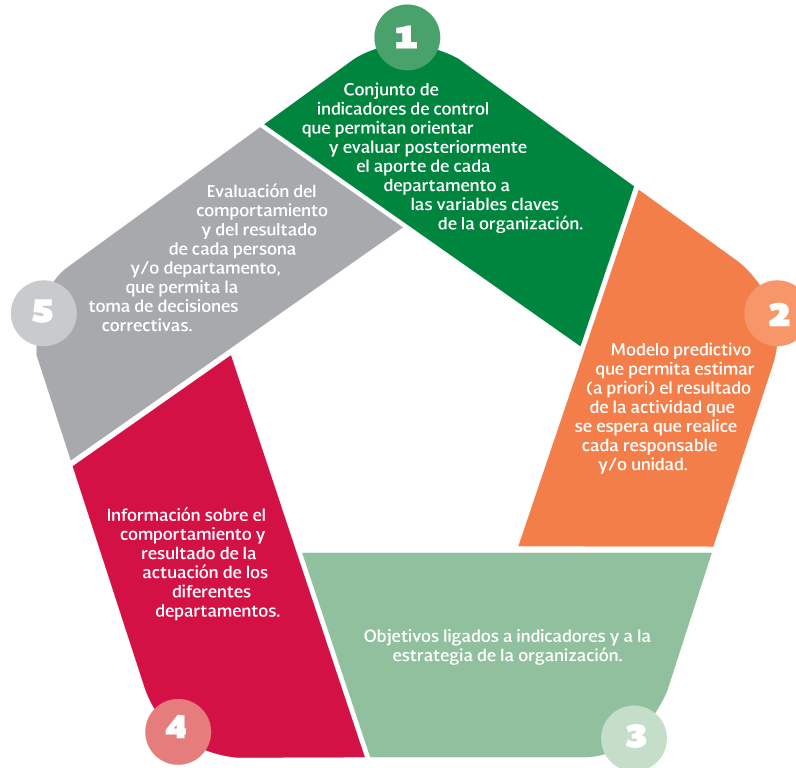 1
Conjunto de
indicadores de control
que permitan orientar
y evaluar posteriormente
el aporte de cada
departamento a
las variables claves
de la organización.
2
Modelo predictivo
que permita estimar
(a priori) el resultado
de la actividad que
se espera que realice
cada responsable
y/o unidad.
3
Objetivos ligados a indicadores y a la
estrategia de la organización.
4
Información sobre el
comportamiento y
resultado de la
actuación de los
diferentes
departamentos.
5
Evaluación del
comportamiento
y del resultado
de cada persona
y/o departamento,
que permita la
toma de decisiones
correctivas.